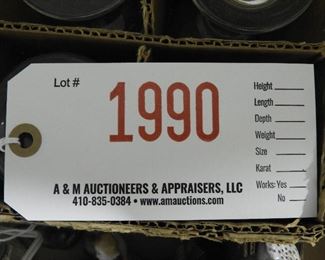 Lot #
1990
Height
Length
Depth
Weight
Size
Karat
Works: Yes
No
A & M AUCTIONEERS & APPRAISERS, LLC
410-835-0384 • www.amauctions.com